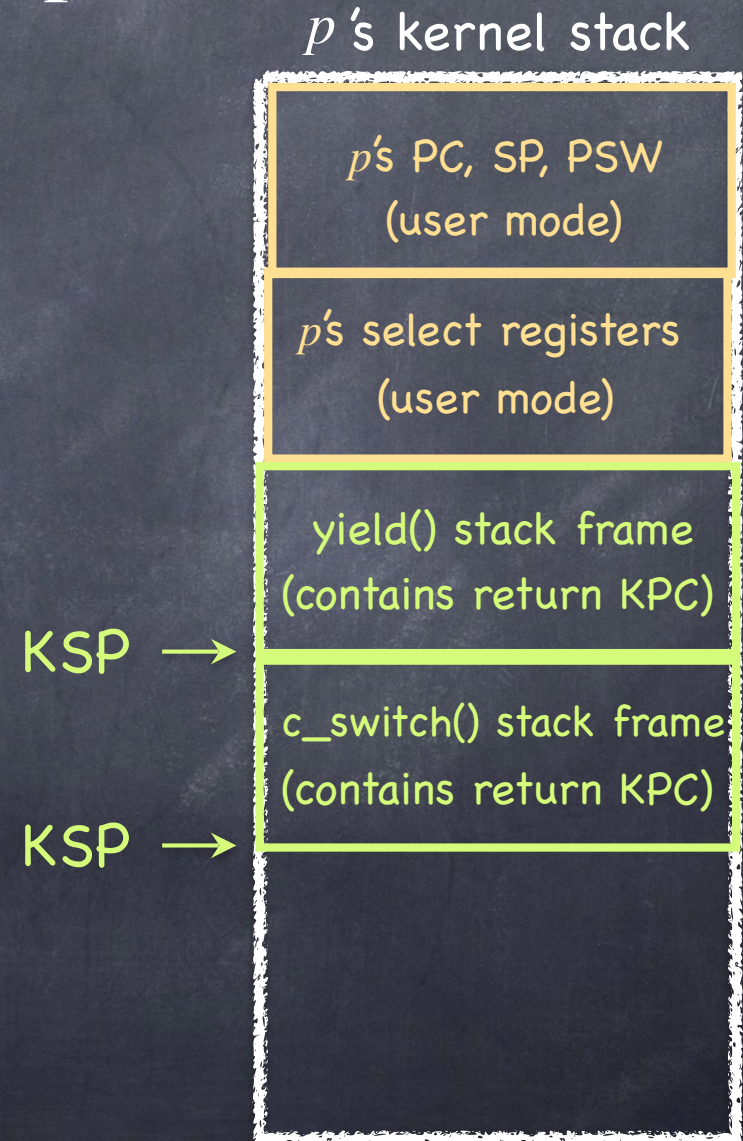 p's kernel stack
p's PC, SP, PSW
(user mode)
p's select registers
(user mode)
yield() stack frame
(contains return KPC)
KSP
c_switch() stack frame
(contains return KPC)
KSP